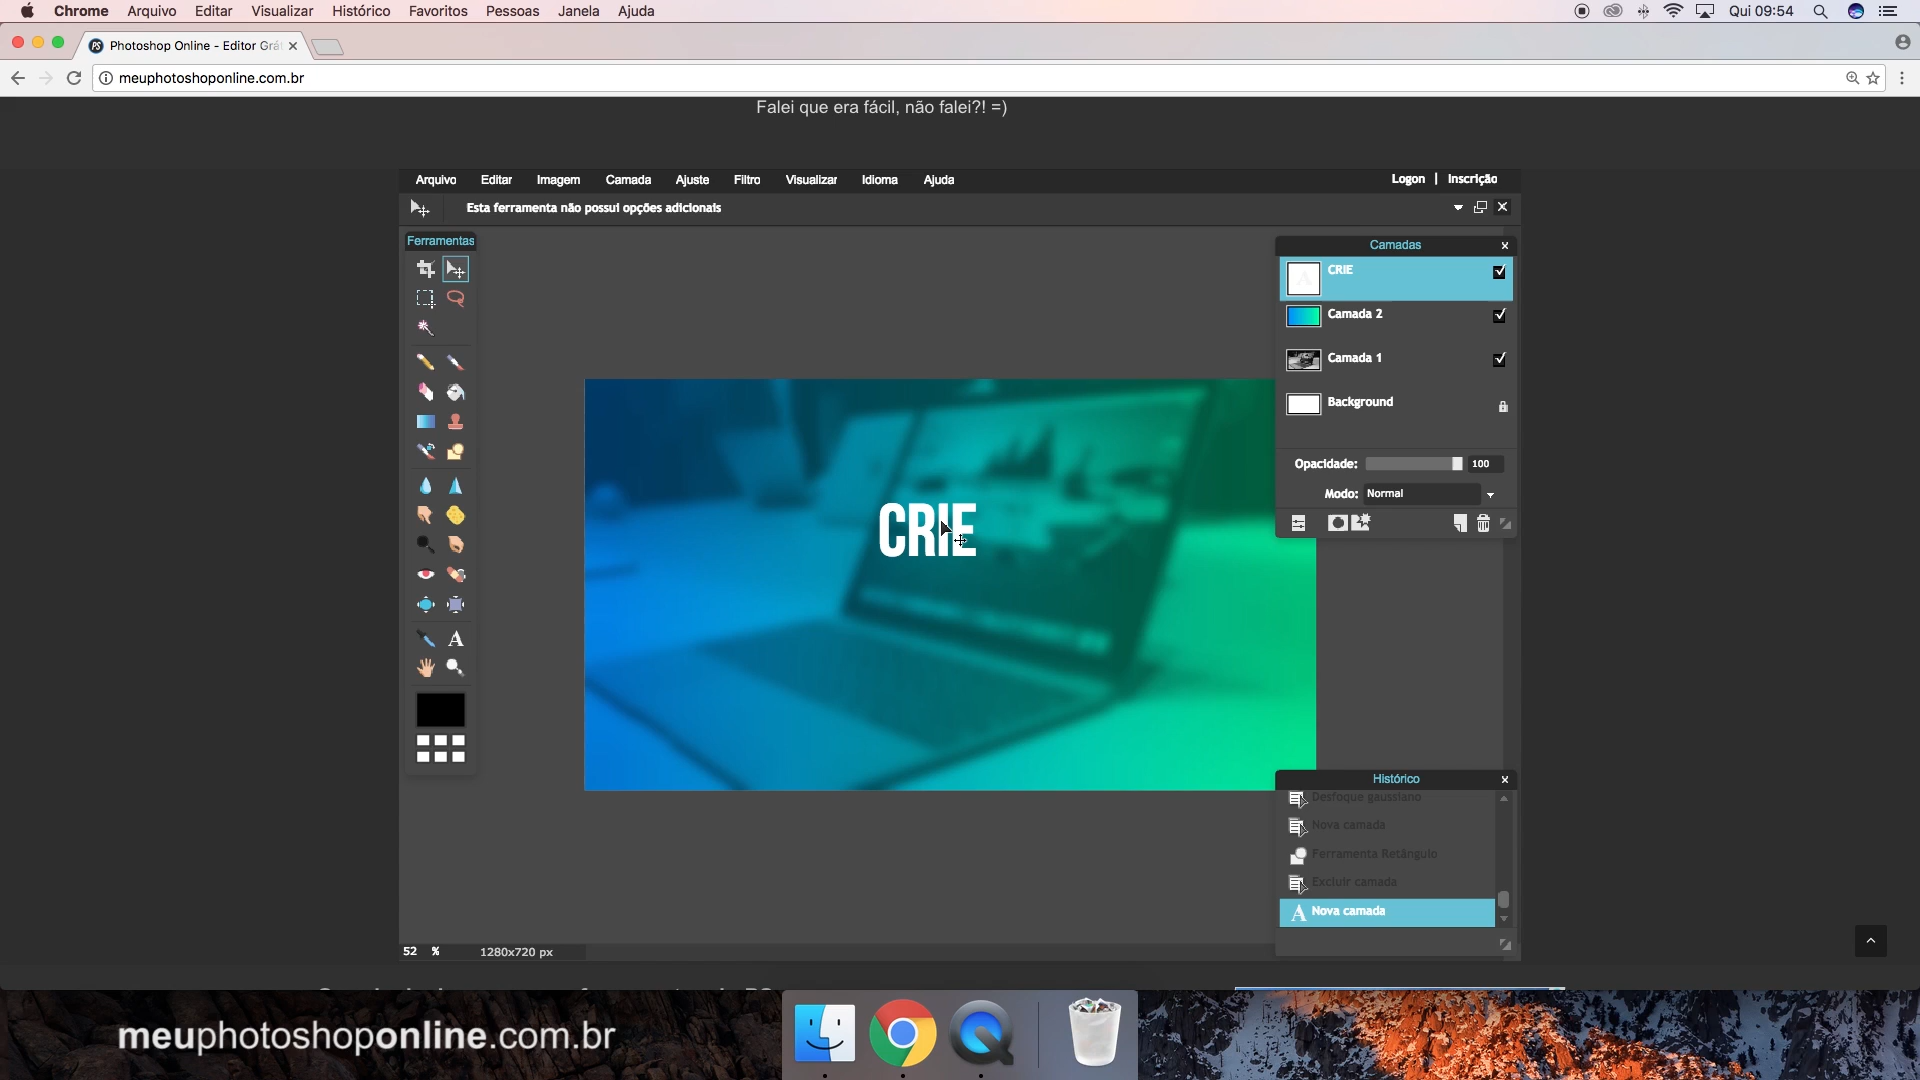 Chrome Arquivo Editar Visualizar Histórico Favoritos Pessoas Janela Ajuda
Qui 09:54
Photoshop Online - Editor Grá
meuphotoshoponline.com.br
Falei que era fácil, não falei?! =)
Arquivo Editar Imagem Camada Ajuste Filtro Visualizar Idioma Ajuda
Logon | Inscrição
Esta ferramenta não possui opções adicionais
Ferramentas
Camadas
CRIE
Camada 2
Camada 1
Background
Opacidade: 100
Modo: Normal
CRIE
Histórico
Desfoque gaussiano
Nova camada
Ferramenta Retângulo
Excluir camada
Nova camada
52 % 1280x720 px
meuphotoshoponline.com.br